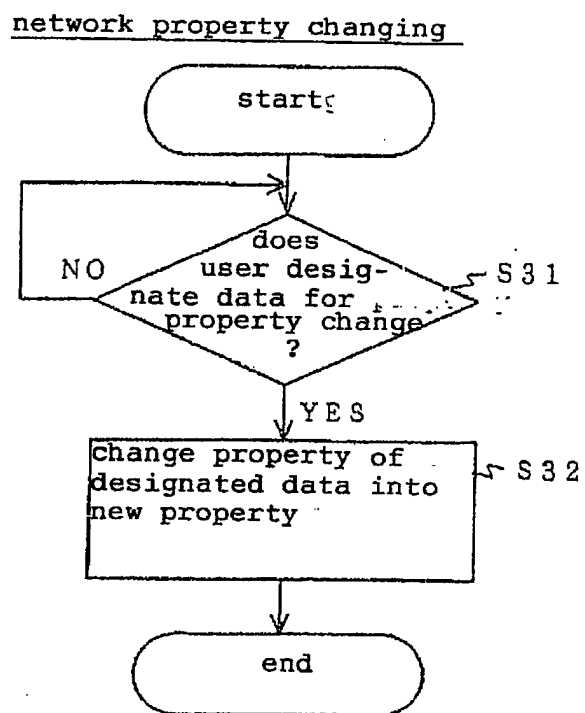 network property changing
start
does
user desig-
nate data for
property change
?
NO
S31
YES
change property of
designated data into
new property
S32
end